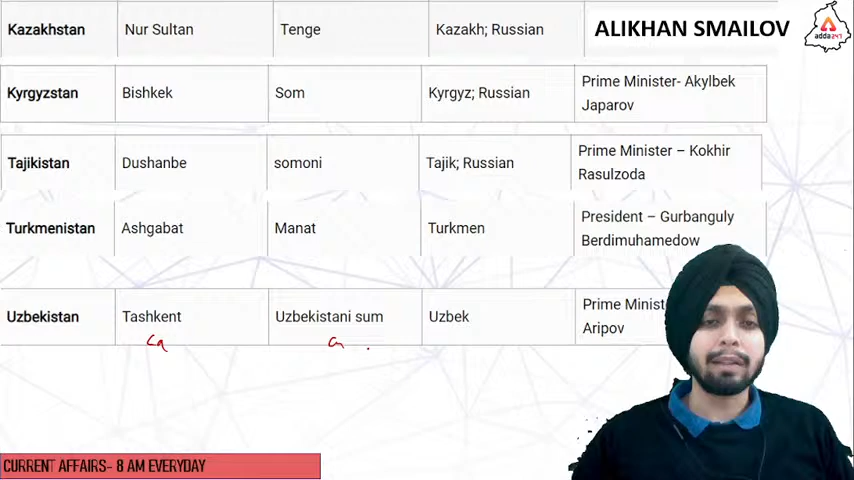 ALIKHAN SMAILOV
adda247
Kazakhstan Nur Sultan Tenge Kazakh; Russian
Kyrgyzstan Bishkek Som Kyrgyz; Russian Prime Minister- Akylbek
Japarov
Tajikistan Dushanbe somoni Tajik; Russian Prime Minister – Kokhir
Rasulzoda
Turkmenistan Ashgabat Manat Turkmen President – Gurbanguly
Berdimuhamedow
Uzbekistan Tashkent Uzbekistani sum Uzbek Prime
Aripov
CURRENT AFFAIRS- 8 AM EVERYDAY